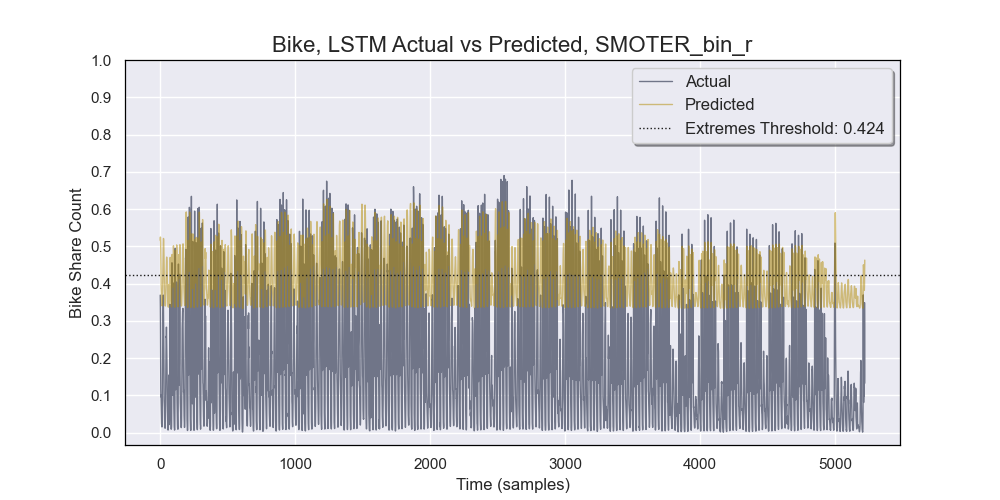 Bike, LSTM Actual vs Predicted, SMOTER_bin_r
1.0
Actual
0.9
Predicted
Extremes Threshold: 0.424
0.8
0.7
0.6
0.5
0.4
0.3
0.2
0.1
0.0
Bike Share Count
0 1000 2000 3000 4000 5000
Time (samples)